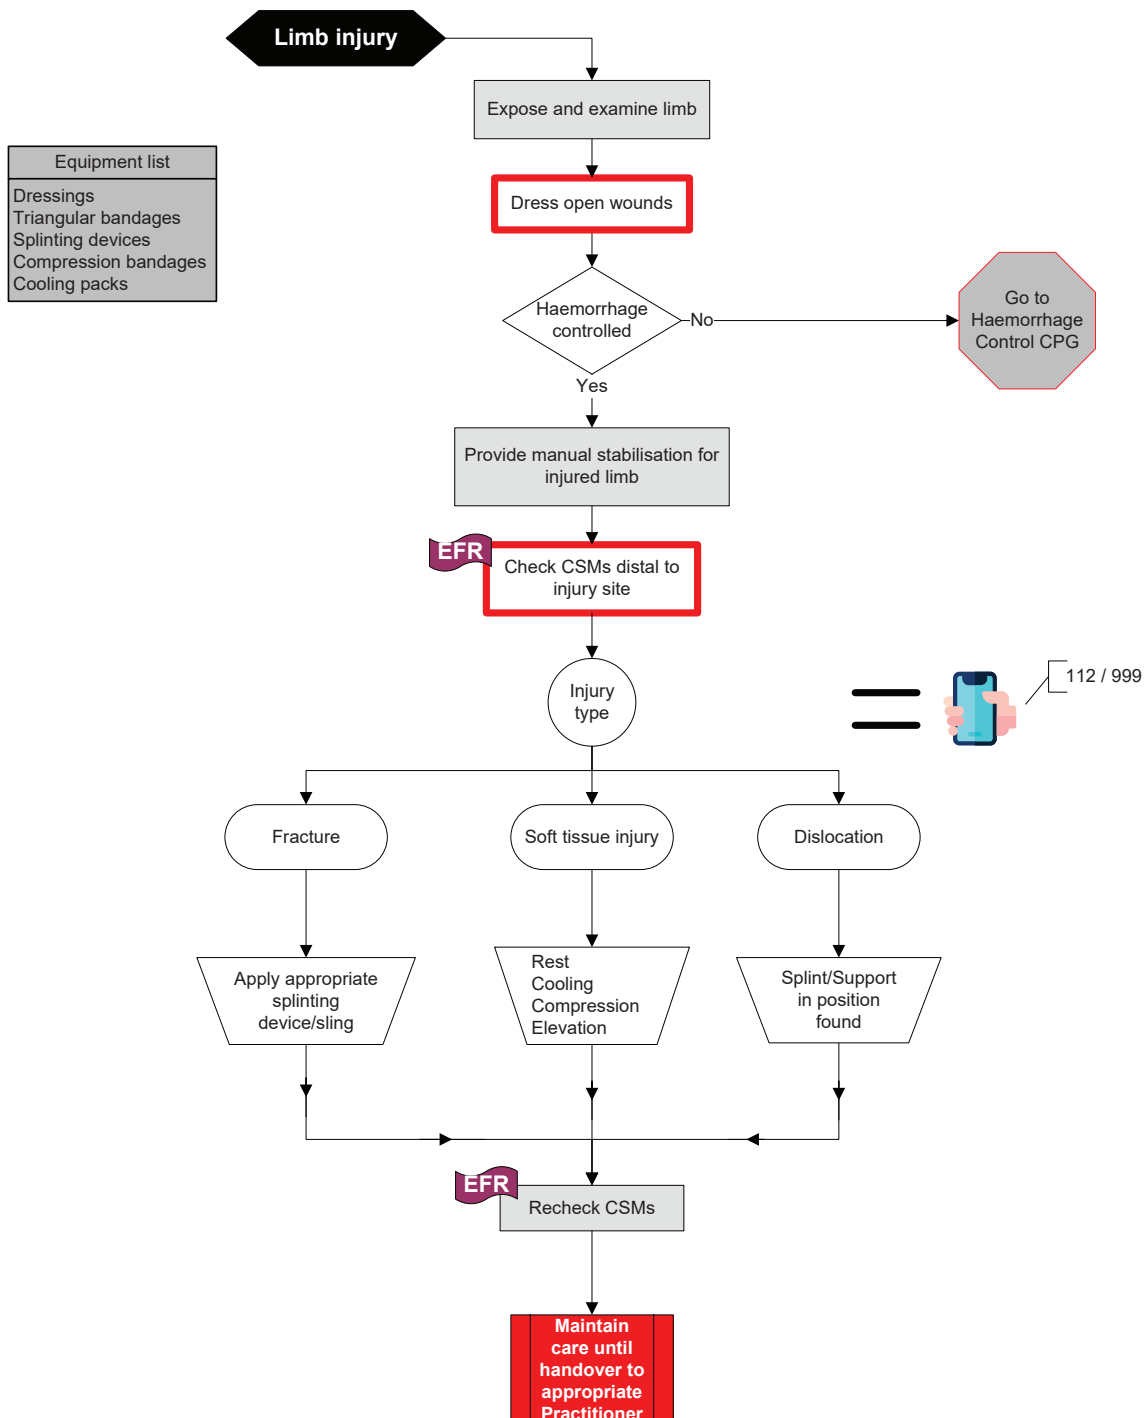 Limb injury
Expose and examine limb
Equipment list
Dressings
Triangular bandages
Splinting devices
Compression bandages
Cooling packs
Dress open wounds
Haemorrhage
controlled
No
Go to
Haemorrhage
Control CPG
Yes
Provide manual stabilisation for
injured limb
EFR
Check CSMs distal to
injury site
Injury
type
112 / 999
Fracture
Soft tissue injury
Dislocation
Apply appropriate
splinting
device/sling
Rest
Cooling
Compression
Elevation
Splint/Support
in position
found
EFR
Recheck CSMs
Maintain
care until
handover to
appropriate
Practitioner